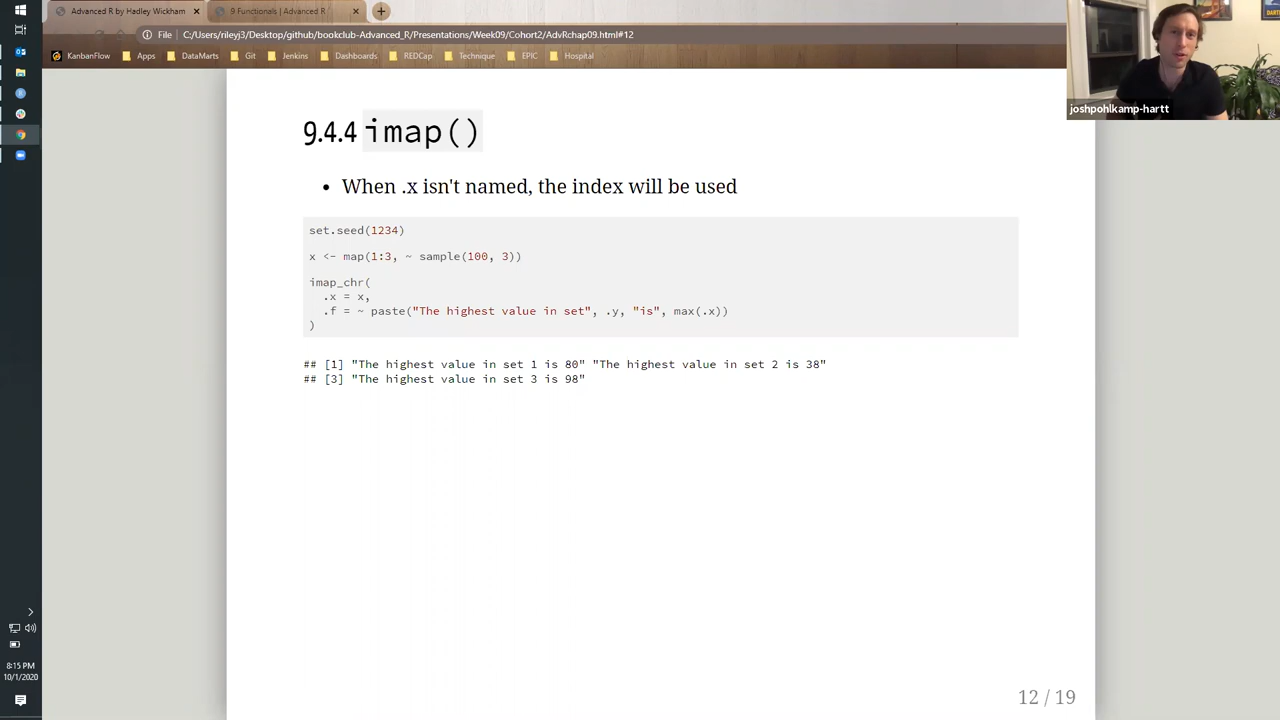 Advanced R by Hadley Wickham
9 Functionals | Advanced R
File
C:/Users/rileyj3/Desktop/github/bookclub-Advanced_R/Presentations/Week09/Cohort2/AdvRchap09.html#12
KanbanFlow Apps DataMarts Git Jenkins Dashboards REDCap Technique EPIC Hospital
joshpohlkamp-hartt
9.4.4 imap()
• When .x isn't named, the index will be used
set.seed(1234)
x <- map(1:3, ~ sample(100, 3))
imap_chr(
.x = x,
.f = ~ paste("The highest value in set", .y, "is", max(.x))
)
## [1] "The highest value in set 1 is 80" "The highest value in set 2 is 38"
## [3] "The highest value in set 3 is 98"
12 / 19
8:15 PM
10/1/2020